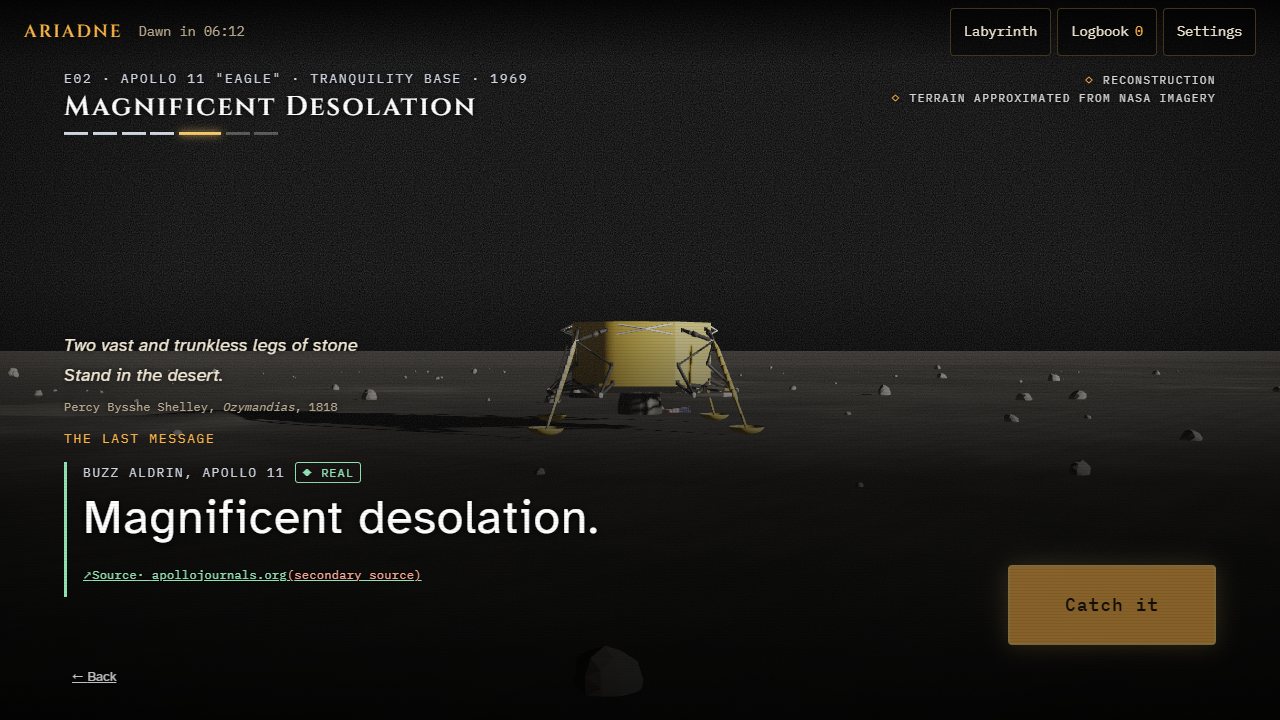 ARIADNE Dawn in 06:12 Labyrinth Logbook 0 Settings
E02 · APOLLO 11 "EAGLE" · TRANQUILITY BASE · 1969
Magnificent Desolation
◇ RECONSTRUCTION
◇ TERRAIN APPROXIMATED FROM NASA IMAGERY
Two vast and trunkless legs of stone
Stand in the desert.
Percy Bysshe Shelley, Ozymandias, 1818
THE LAST MESSAGE
BUZZ ALDRIN, APOLLO 11 ◆ REAL
Magnificent desolation.
↗Source· apollojournals.org(secondary source)
Catch it
← Back